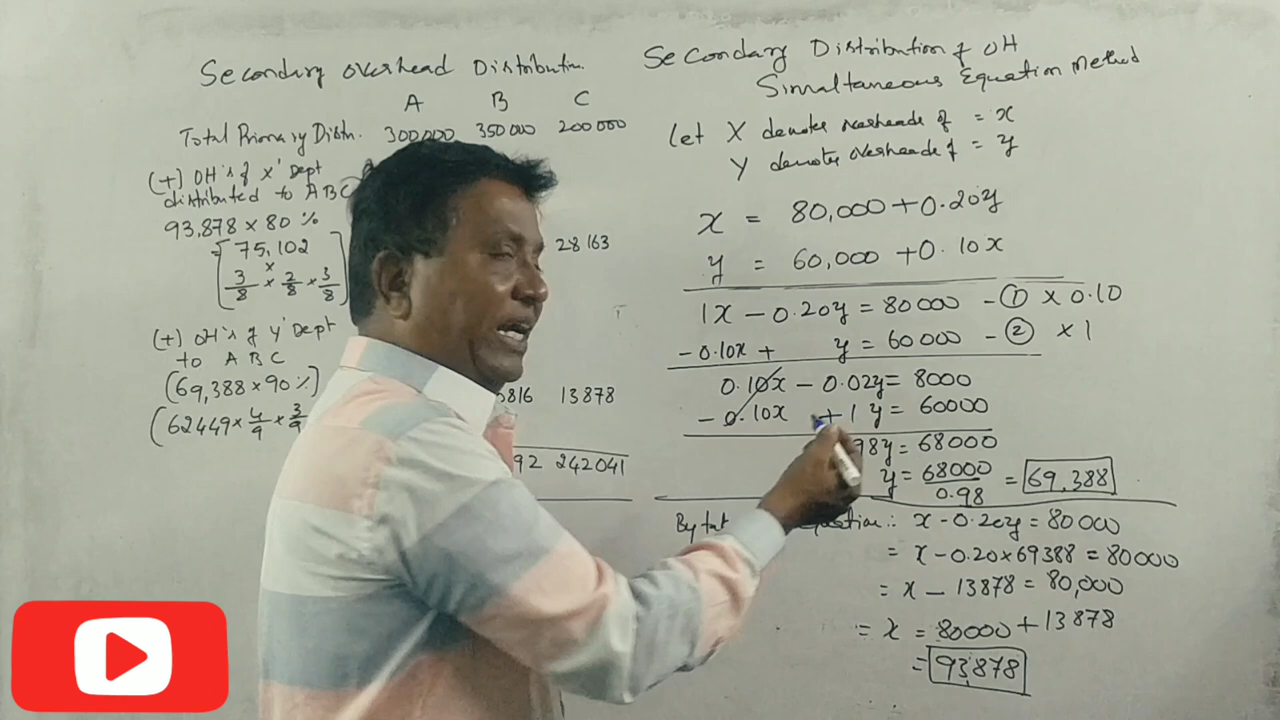 Secondary Overhead Distribution.
A B C
Total Primary Distn. 300000 350000 200000
(+) OH's of 'X' Dept
distributed to ABC
93,878 × 80 %
= 75,102 28163
3/8 × 2/8 × 3/8
(+) OH's of 'Y' Dept
to A B C
(69,388 × 90%)
816 13878
(62449 × 4/9 × 3/9
92 242041
Secondary Distribution of OH
Simultaneous Equation Method
Let X denotes overheads of = x
Y denotes overheads of = y
x = 80,000 + 0.20y
y = 60,000 + 0.10x
1x - 0.20y = 80000 - ① × 0.10
- 0.10x + y = 60000 - ② × 1
0.10x - 0.02y = 8000
- 0.10x + 1 y = 60000
98y = 68000
y = 68000/0.98 = 69,388
x - 0.20y = 80000
= x - 0.20×69388 = 80000
= x - 13878 = 80,000
= x = 80000 + 13878
= 93,878